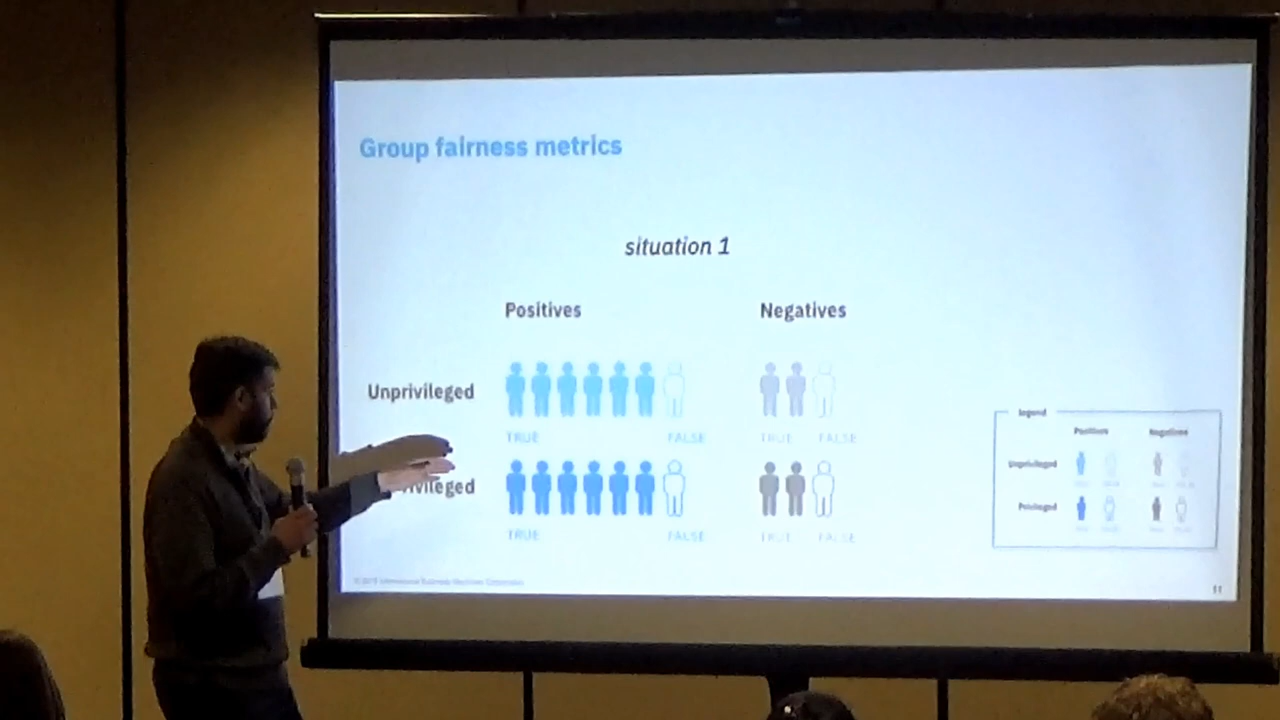 Group fairness metrics
situation 1
Positives Negatives
Unprivileged
TRUE FALSE TRUE FALSE
vileged
TRUE FALSE TRUE FALSE
legend
Positives Negatives
Unprivileged
Privileged
11